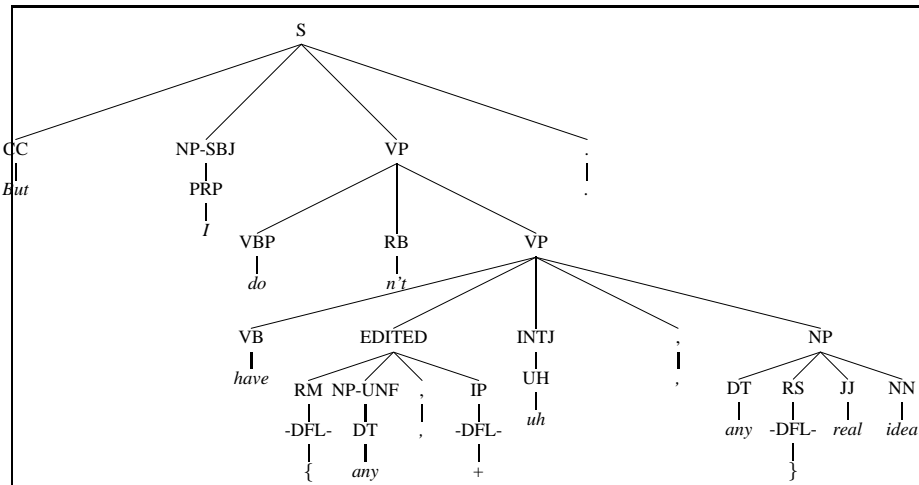 S
CC NP-SBJ VP .
But PRP .
I
VBP RB VP
do n't
VB EDITED INTJ , NP
have UH ,
RM NP-UNF , IP DT RS JJ NN
uh
-DFL- DT , -DFL- any -DFL- real idea
{ any + }